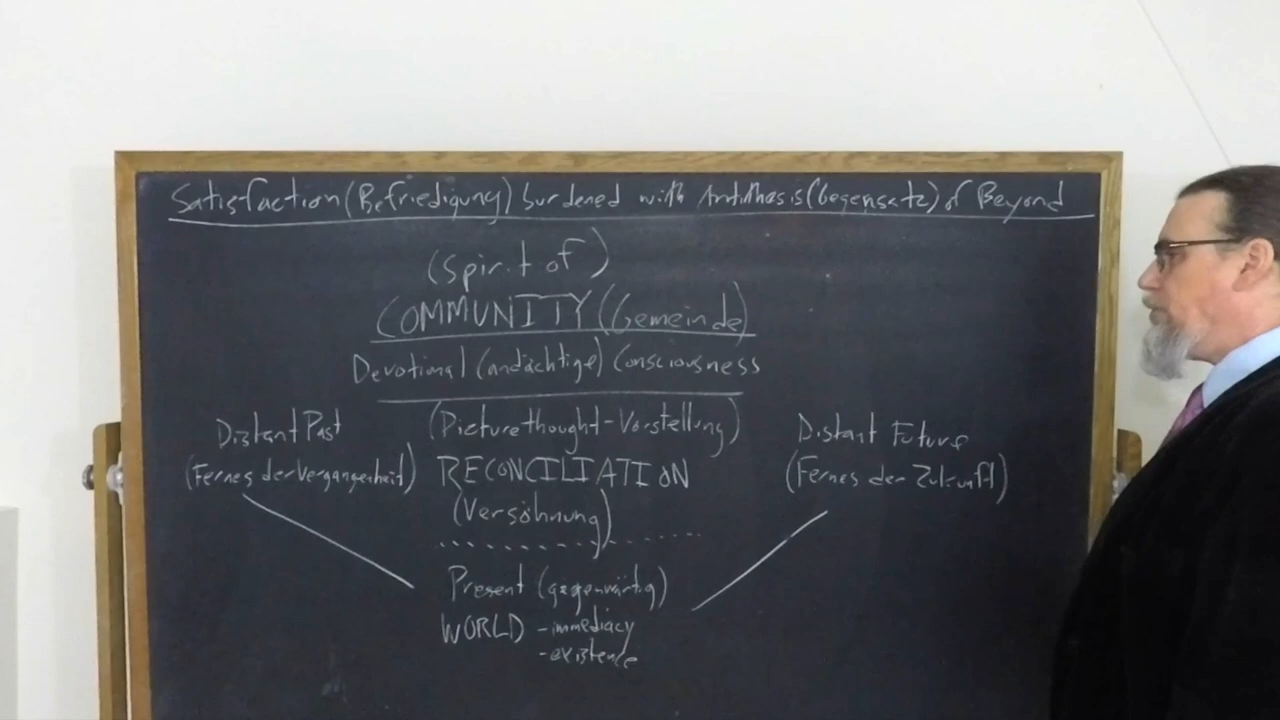 Satisfaction (Befriedigung) burdened with Antithesis (Gegensatz) of Beyond
(Spirit of)
COMMUNITY (Gemeinde)
Devotional (andächtige) Consciousness
(Picturethought-Vorstellung)
Distant Past
(Fernes der Vergangenheit)
RECONCILIATION
(Versöhnung)
Distant Future
(Fernes der Zukunft)
Present (gegenwärtig)
WORLD - immediacy
- existence